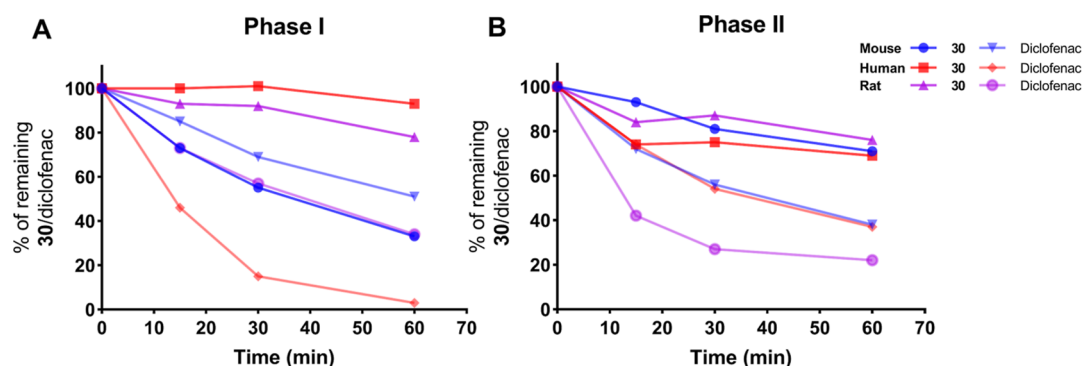 A
Phase I
% of remaining
30/diclofenac
100
80
60
40
20
0
0 10 20 30 40 50 60 70
Time (min)
B
Phase II
% of remaining
30/diclofenac
100
80
60
40
20
0
0 10 20 30 40 50 60 70
Time (min)
Mouse 30 Diclofenac
Human 30 Diclofenac
Rat 30 Diclofenac